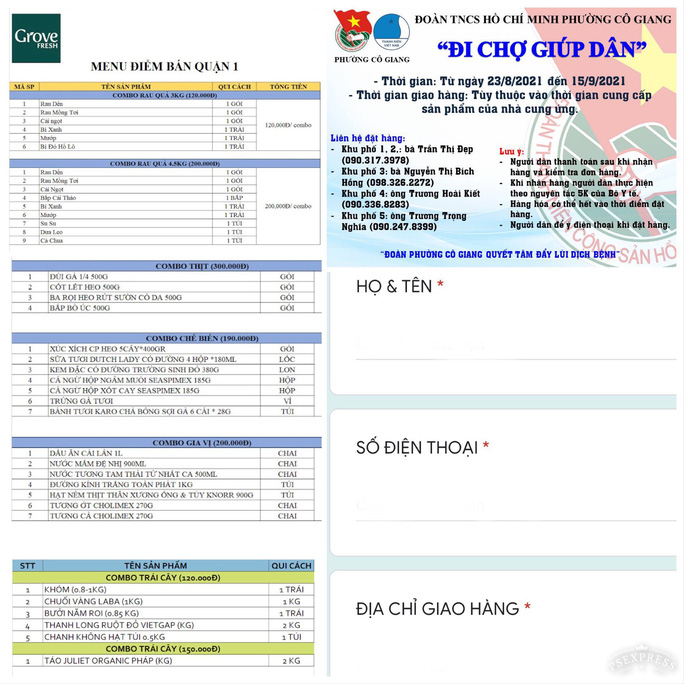 Grove
FRESH
MENU ĐIỂM BÁN QUẬN 1
MÃ SP TÊN SẢN PHẨM QUI CÁCH TỔNG TIỀN
COMBO RAU QUẢ 3KG (120.000Đ)
1 Rau Dền 1 GÓI
2 Rau Mồng Tơi 1 GÓI
3 Cải ngọt 1 GÓI
4 Bí Xanh 1 TRÁI
5 Mướp 1 TRÁI
6 Bí Đỏ Hồ Lô 1 TRÁI
120,000Đ/ combo
COMBO RAU QUẢ 4.5KG (200.000Đ)
1 Rau Dền 1 GÓI
2 Rau Mồng Tơi 1 GÓI
3 Cải Ngọt 1 GÓI
4 Bắp Cải Thảo 1 BẮP
5 Bí Xanh 1 TRÁI
6 Mướp 1 TRÁI
7 Su Su 1 TÚI
8 Dưa Leo 1 TÚI
9 Cà Chua 1 TÚI
200,000Đ/ combo
COMBO THỊT (300.000Đ)
1 ĐÙI GÀ 1/4 500G GÓI
2 CỐT LẾT HEO 500G GÓI
3 BA RỌI HEO RÚT SƯỜN CÓ DA 500G GÓI
4 BẮP BÒ ÚC 500G GÓI
COMBO CHẾ BIẾN (190.000Đ)
1 XÚC XÍCH CP HEO 5CÂY*400GR GÓI
2 SỮA TƯƠI DUTCH LADY CÓ ĐƯỜNG 4 HỘP *180ML LỐC
3 KEM ĐẶC CÓ ĐƯỜNG TRƯỜNG SINH ĐỎ 380G LON
4 CÁ NGỪ HỘP NGÂM MUỐI SEASPIMEX 185G HỘP
5 CÁ NGỪ HỘP XỐT CAY SEASPIMEX 185G HỘP
6 TRỨNG GÀ TƯƠI VỈ
7 BÁNH TƯƠI KARO CHÀ BÔNG SỢI GÀ 6 CÁI * 28G TÚI
COMBO GIA VỊ (200.000Đ)
1 DẦU ĂN CÁI LÂN 1L CHAI
2 NƯỚC MẮM ĐỆ NHỊ 900ML CHAI
3 NƯỚC TƯƠNG TAM THÁI TỬ NHẤT CA 500ML CHAI
4 ĐƯỜNG KÍNH TRẮNG TOÀN PHÁT 1KG TÚI
5 HẠT NÊM THỊT THĂN XƯƠNG ỐNG & TỦY KNORR 900G TÚI
6 TƯƠNG ỚT CHOLIMEX 270G CHAI
7 TƯƠNG CÀ CHOLIMEX 270G CHAI
STT TÊN SẢN PHẨM QUI CÁCH
COMBO TRÁI CÂY (120.000Đ)
1 KHÓM (0.8-1KG) 1 TRÁI
2 CHUỐI VÀNG LABA (1KG) 1 KG
3 BƯỞI NĂM ROI (0.85 KG) 1 TRÁI
4 THANH LONG RUỘT ĐỎ VIETGAP (KG) 2 KG
5 CHANH KHÔNG HẠT TÚI 0.5KG 1 TÚI
COMBO TRÁI CÂY (150.000Đ)
1 TÁO JULIET ORGANIC PHÁP (KG) 2 KG
ĐOÀN TNCS HỒ CHÍ MINH PHƯỜNG CÔ GIANG
PHƯỜNG CÔ GIANG
"ĐI CHỢ GIÚP DÂN"
- Thời gian: Từ ngày 23/8/2021 đến 15/9/2021
- Thời gian giao hàng: Tùy thuộc vào thời gian cung cấp
sản phẩm của nhà cung ứng.
Liên hệ đặt hàng:
- Khu phố 1, 2,: bà Trần Thị Đẹp
(090.317.3978)
- Khu phố 3: bà Nguyễn Thị Bích
Hồng (098.326.2272)
- Khu phố 4: ông Trương Hoài Kiết
(090.336.8283)
- Khu phố 5: ông Trương Trọng
Nghĩa (090.247.8399)
Lưu ý:
- Người dân thanh toán sau khi nhận
hàng và kiểm tra đơn hàng.
- Khi nhận hàng người dân thực hiện
theo nguyên tắc 5K của Bộ Y tế.
- Hàng hóa có thể hết vào thời điểm đặt
hàng.
- Người dân để ý điện thoại khi đặt hàng.
"ĐOÀN PHƯỜNG CÔ GIANG QUYẾT TÂM ĐẨY LÙI DỊCH BỆNH"
HỌ & TÊN *
SỐ ĐIỆN THOẠI *
ĐỊA CHỈ GIAO HÀNG *
PSEXPRESS